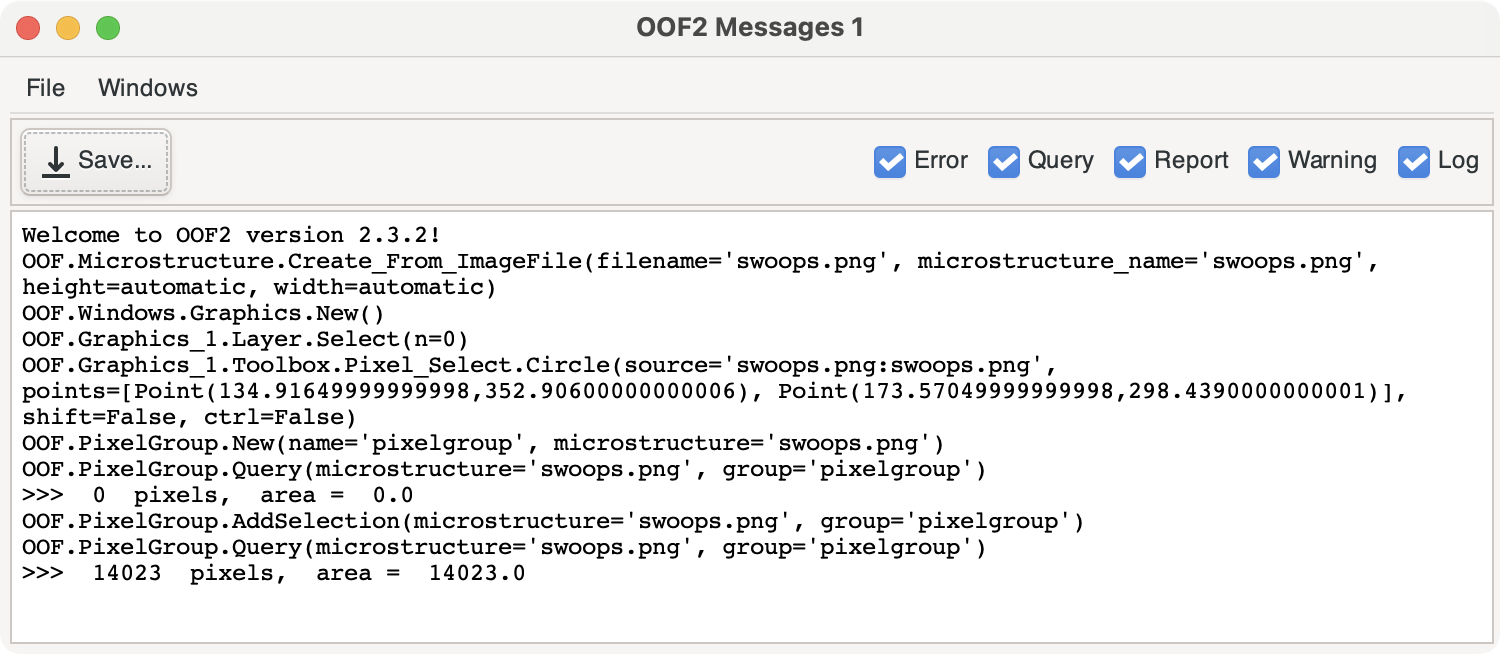 OOF2 Messages 1
File Windows
Save... Error Query Report Warning Log
Welcome to OOF2 version 2.3.2!
OOF.Microstructure.Create_From_ImageFile(filename='swoops.png', microstructure_name='swoops.png',
height=automatic, width=automatic)
OOF.Windows.Graphics.New()
OOF.Graphics_1.Layer.Select(n=0)
OOF.Graphics_1.Toolbox.Pixel_Select.Circle(source='swoops.png:swoops.png',
points=[Point(134.91649999999998,352.90600000000006), Point(173.57049999999998,298.4390000000001)],
shift=False, ctrl=False)
OOF.PixelGroup.New(name='pixelgroup', microstructure='swoops.png')
OOF.PixelGroup.Query(microstructure='swoops.png', group='pixelgroup')
>>>  0  pixels,  area =  0.0
OOF.PixelGroup.AddSelection(microstructure='swoops.png', group='pixelgroup')
OOF.PixelGroup.Query(microstructure='swoops.png', group='pixelgroup')
>>>  14023  pixels,  area =  14023.0